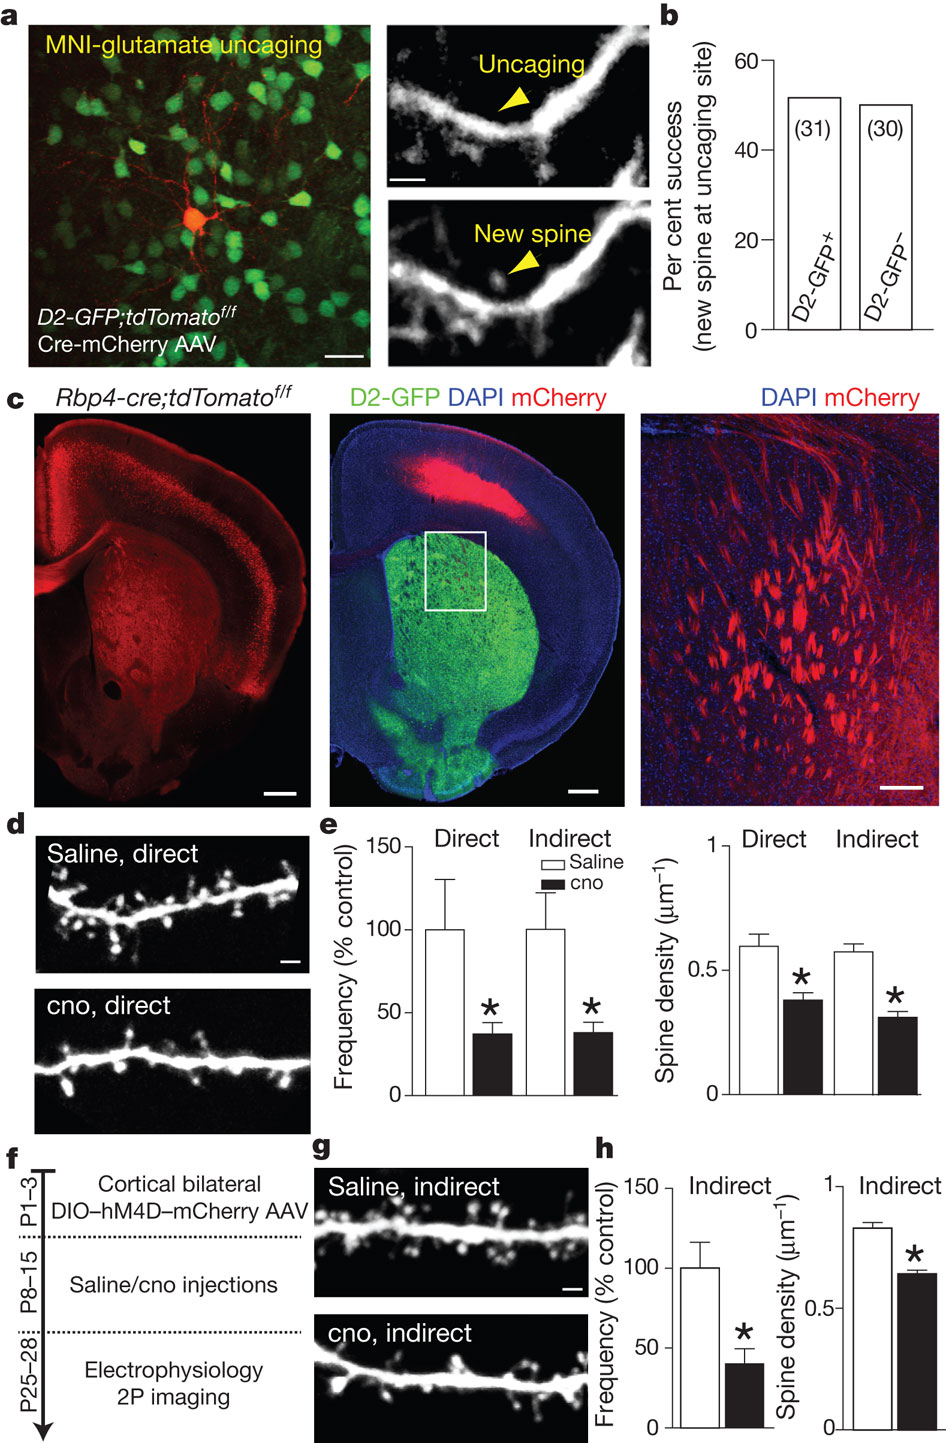 a
MNI-glutamate uncaging
D2-GFP;tdTomato^f/f
Cre-mCherry AAV
Uncaging
New spine
b
Per cent success
(new spine at uncaging site)
60
40
20
0
(31)
(30)
D2-GFP+
D2-GFP–
c
Rbp4-cre;tdTomato^f/f
D2-GFP DAPI mCherry
DAPI mCherry
d
Saline, direct
cno, direct
e
Frequency (% control)
150
100
50
0
Direct
Indirect
Saline
cno
*
*
Spine density (μm–1)
1
0.5
0
Direct
Indirect
*
*
f
P1–3
Cortical bilateral
DIO–hM4D–mCherry AAV
P8–15
Saline/cno injections
P25–28
Electrophysiology
2P imaging
g
Saline, indirect
cno, indirect
h
Frequency (% control)
150
100
50
0
Indirect
*
Spine density (μm–1)
1
0.5
0
Indirect
*